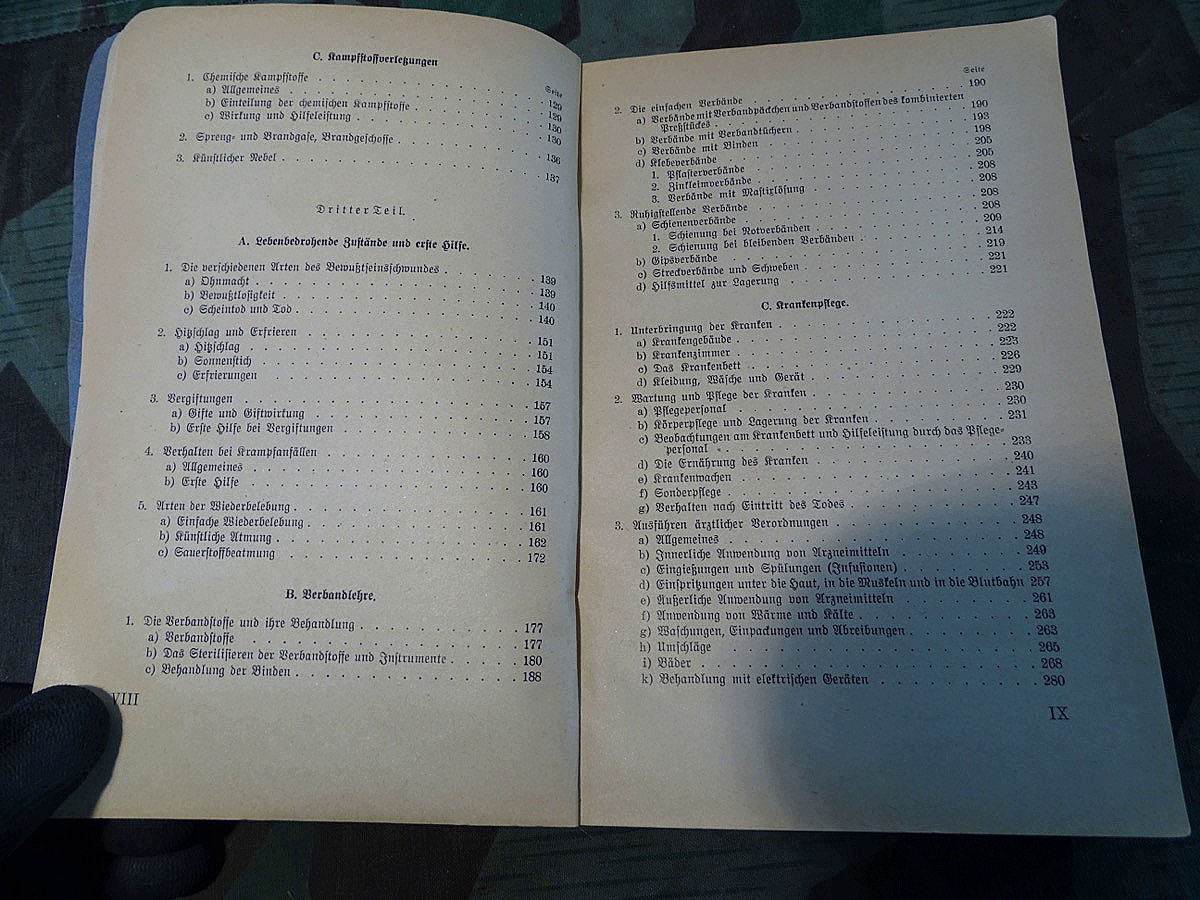 C. Kampfstoffverletzungen
Seite
1. Chemische Kampfstoffe . . . . . . . . . . 129
a) Allgemeines . . . . . . . . . . 129
b) Einteilung der chemischen Kampfstoffe . . . . . . . . . . 130
c) Wirkung und Hilfeleistung . . . . . . . . . . 130
2. Spreng- und Brandgase, Brandgeschosse . . . . . . . . . . 136
3. Künstlicher Nebel . . . . . . . . . . 137
Dritter Teil.
A. Lebenbedrohende Zustände und erste Hilfe.
1. Die verschiedenen Arten des Bewußtseinsschwundes . . . . . . . . . . 139
a) Ohnmacht . . . . . . . . . . 139
b) Bewußtlosigkeit . . . . . . . . . . 140
c) Scheintod und Tod . . . . . . . . . . 140
2. Hitzschlag und Erfrieren . . . . . . . . . . 151
a) Hitzschlag . . . . . . . . . . 151
b) Sonnenstich . . . . . . . . . . 154
c) Erfrierungen . . . . . . . . . . 154
3. Vergiftungen . . . . . . . . . . 157
a) Gifte und Giftwirkung . . . . . . . . . . 157
b) Erste Hilfe bei Vergiftungen . . . . . . . . . . 158
4. Verhalten bei Krampfanfällen . . . . . . . . . . 160
a) Allgemeines . . . . . . . . . . 160
b) Erste Hilfe . . . . . . . . . . 160
5. Arten der Wiederbelebung . . . . . . . . . . 161
a) Einfache Wiederbelebung . . . . . . . . . . 161
b) Künstliche Atmung . . . . . . . . . . 162
c) Sauerstoffbeatmung . . . . . . . . . . 172
B. Verbandlehre.
1. Die Verbandstoffe und ihre Behandlung . . . . . . . . . . 177
a) Verbandstoffe . . . . . . . . . . 177
b) Das Sterilisieren der Verbandstoffe und Instrumente . . . . . . 180
c) Behandlung der Binden . . . . . . . . . . 188
VIII
Seite
2. Die einfachen Verbände . . . . . . . . . . 190
a) Verbände mit Verbandpäckchen und Verbandstoffen des kombinierten
Preßstückes . . . . . . . . . . 190
b) Verbände mit Verbandtüchern . . . . . . . . . . 193
c) Verbände mit Binden . . . . . . . . . . 198
d) Klebeverbände . . . . . . . . . . 205
1. Pflasterverbände . . . . . . . . . . 205
2. Zinkleimverbände . . . . . . . . . . 208
3. Verbände mit Mastixlösung . . . . . . . . . . 208
3. Ruhigstellende Verbände . . . . . . . . . . 208
a) Schienenverbände . . . . . . . . . . 208
1. Schienung bei Notverbänden . . . . . . . . . . 209
2. Schienung bei bleibenden Verbänden . . . . . . . . . . 214
b) Gipsverbände . . . . . . . . . . 219
c) Streckverbände und Schweben . . . . . . . . . . 221
d) Hilfsmittel zur Lagerung . . . . . . . . . . 221
C. Krankenpflege.
1. Unterbringung der Kranken . . . . . . . . . . 222
a) Krankengebäude . . . . . . . . . . 222
b) Krankenzimmer . . . . . . . . . . 223
c) Das Krankenbett . . . . . . . . . . 226
d) Kleidung, Wäsche und Gerät . . . . . . . . . . 229
2. Wartung und Pflege der Kranken . . . . . . . . . . 230
a) Pflegepersonal . . . . . . . . . . 230
b) Körperpflege und Lagerung der Kranken . . . . . . . . . . 231
c) Beobachtungen am Krankenbett und Hilfeleistung durch das Pflege-
personal . . . . . . . . . . 233
d) Die Ernährung des Kranken . . . . . . . . . . 240
e) Krankenwachen . . . . . . . . . . 241
f) Sonderpflege . . . . . . . . . . 243
g) Verhalten nach Eintritt des Todes . . . . . . . . . . 247
3. Ausführen ärztlicher Verordnungen . . . . . . . . . . 248
a) Allgemeines . . . . . . . . . . 248
b) Innerliche Anwendung von Arzneimitteln . . . . . . . . . . 249
c) Eingießungen und Spülungen (Infusionen) . . . . . . . . . . 253
d) Einspritzungen unter die Haut, in die Muskeln und in die Blutbahn 257
e) Äußerliche Anwendung von Arzneimitteln . . . . . . . . . . 261
f) Anwendung von Wärme und Kälte . . . . . . . . . . 263
g) Waschungen, Einpackungen und Abreibungen . . . . . . . . . . 263
h) Umschläge . . . . . . . . . . 265
i) Bäder . . . . . . . . . . 268
k) Behandlung mit elektrischen Geräten . . . . . . . . . . 280
IX